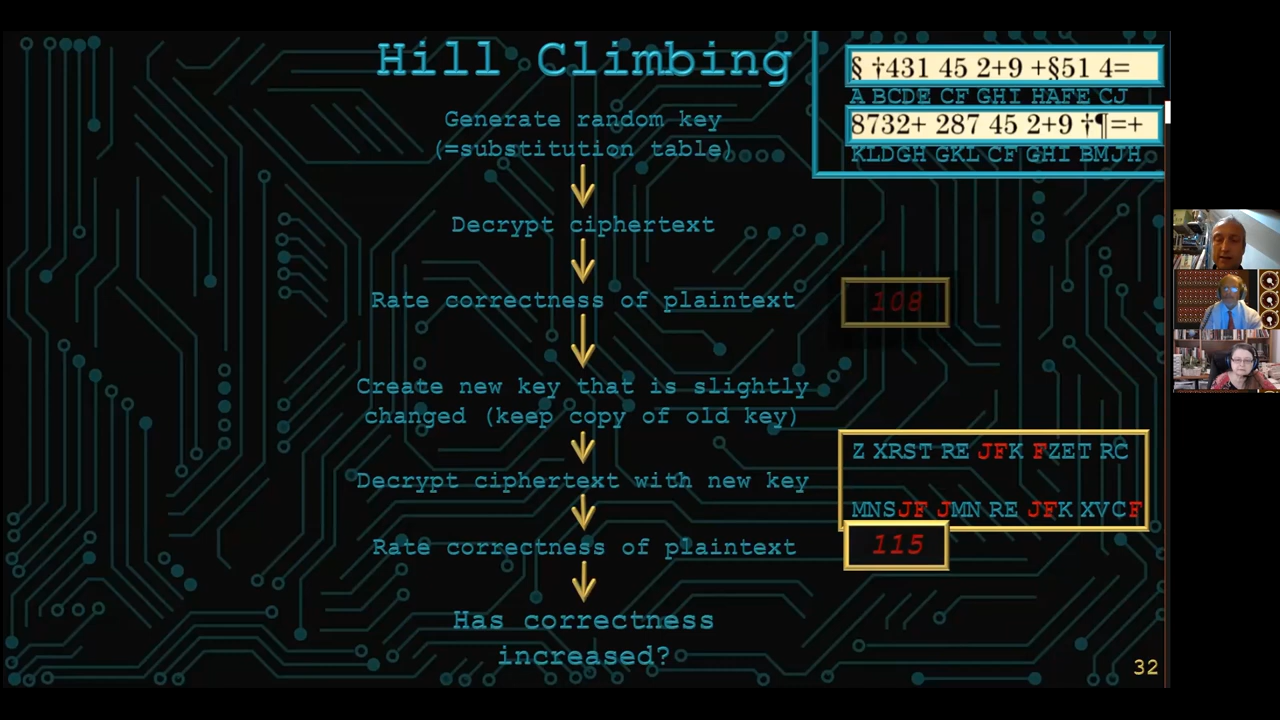 Hill Climbing
Generate random key
(=substitution table)
Decrypt ciphertext
Rate correctness of plaintext
Create new key that is slightly
changed (keep copy of old key)
Decrypt ciphertext with new key
Rate correctness of plaintext
Has correctness
increased?
§ †431 45 2+9 +§51 4=
A BCDE CF GHI HAFE CJ
8732+ 287 45 2+9 †¶=+
KLDGH GKL CF GHI BMJH
108
Z XRST RE JFK FZET RC
MNSJF JMN RE JFK XVCF
115
32